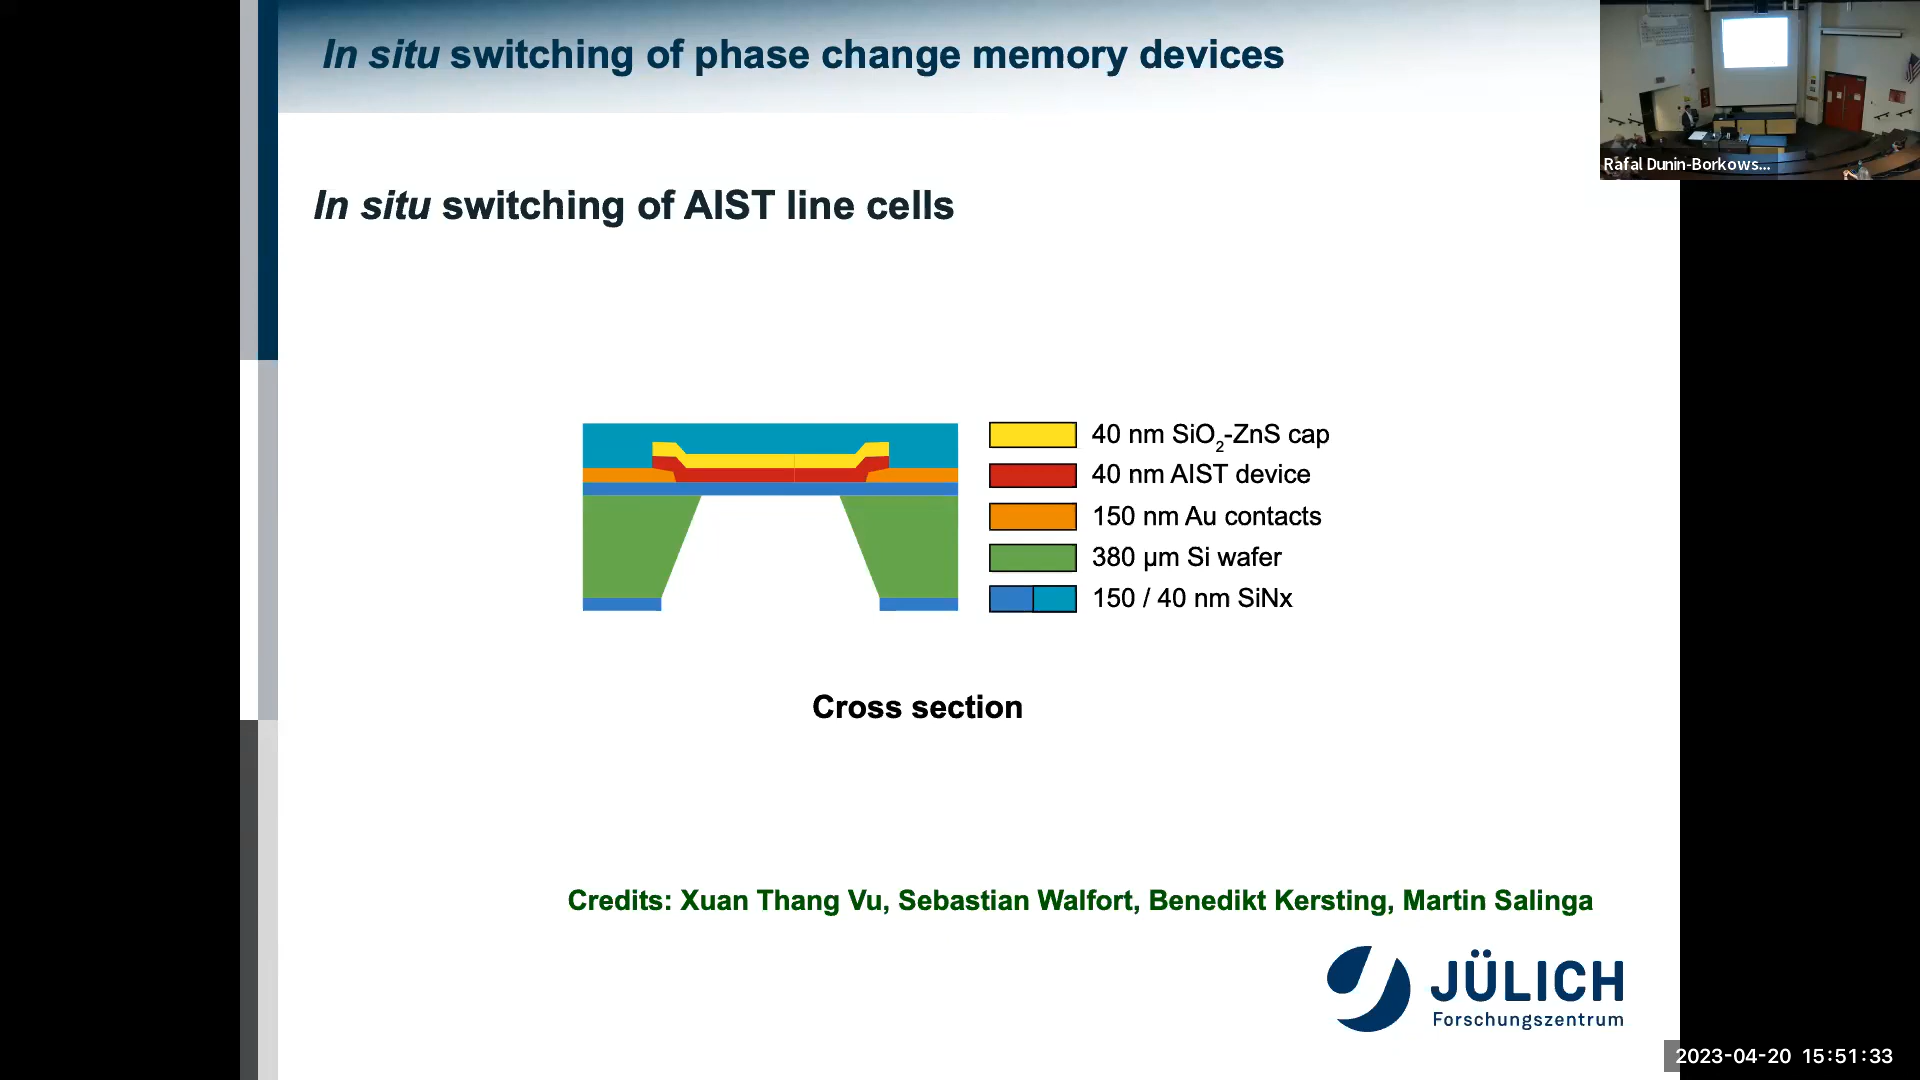 In situ switching of phase change memory devices
Rafal Dunin-Borkows...
In situ switching of AIST line cells
40 nm SiO2-ZnS cap
40 nm AIST device
150 nm Au contacts
380 µm Si wafer
150 / 40 nm SiNx
Cross section
Credits: Xuan Thang Vu, Sebastian Walfort, Benedikt Kersting, Martin Salinga
JÜLICH
Forschungszentrum
2023-04-20 15:51:33